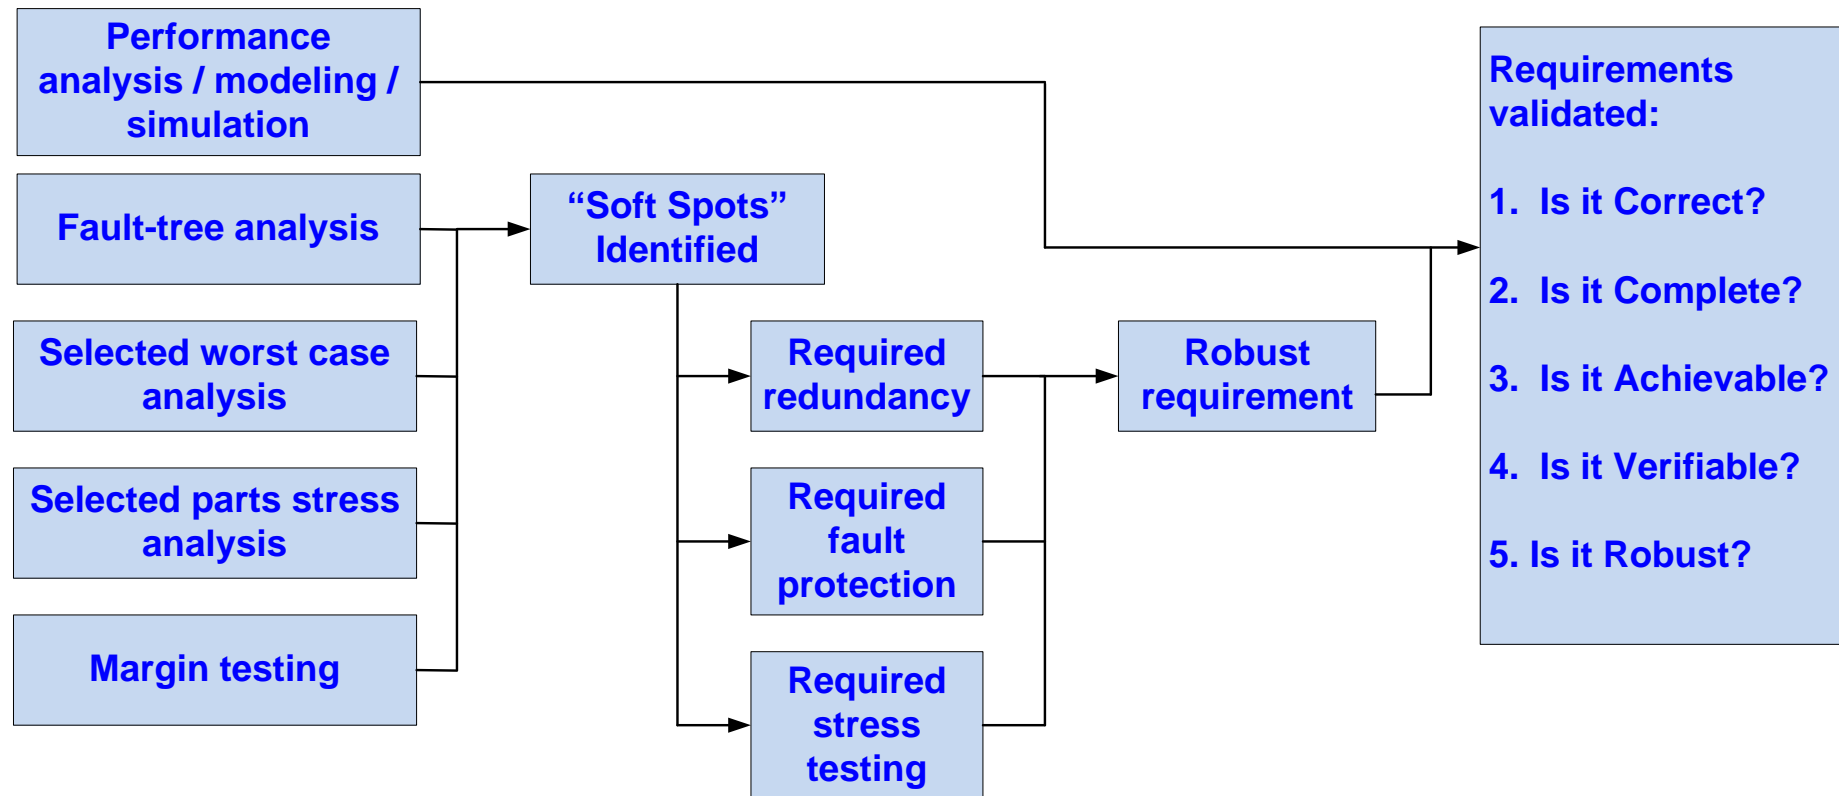 Performance
analysis / modeling /
simulation
Fault-tree analysis
Selected worst case
analysis
Selected parts stress
analysis
Margin testing
“Soft Spots”
Identified
Required
redundancy
Required
fault
protection
Required
stress
testing
Robust
requirement
Requirements
validated:
1. Is it Correct?
2. Is it Complete?
3. Is it Achievable?
4. Is it Verifiable?
5. Is it Robust?